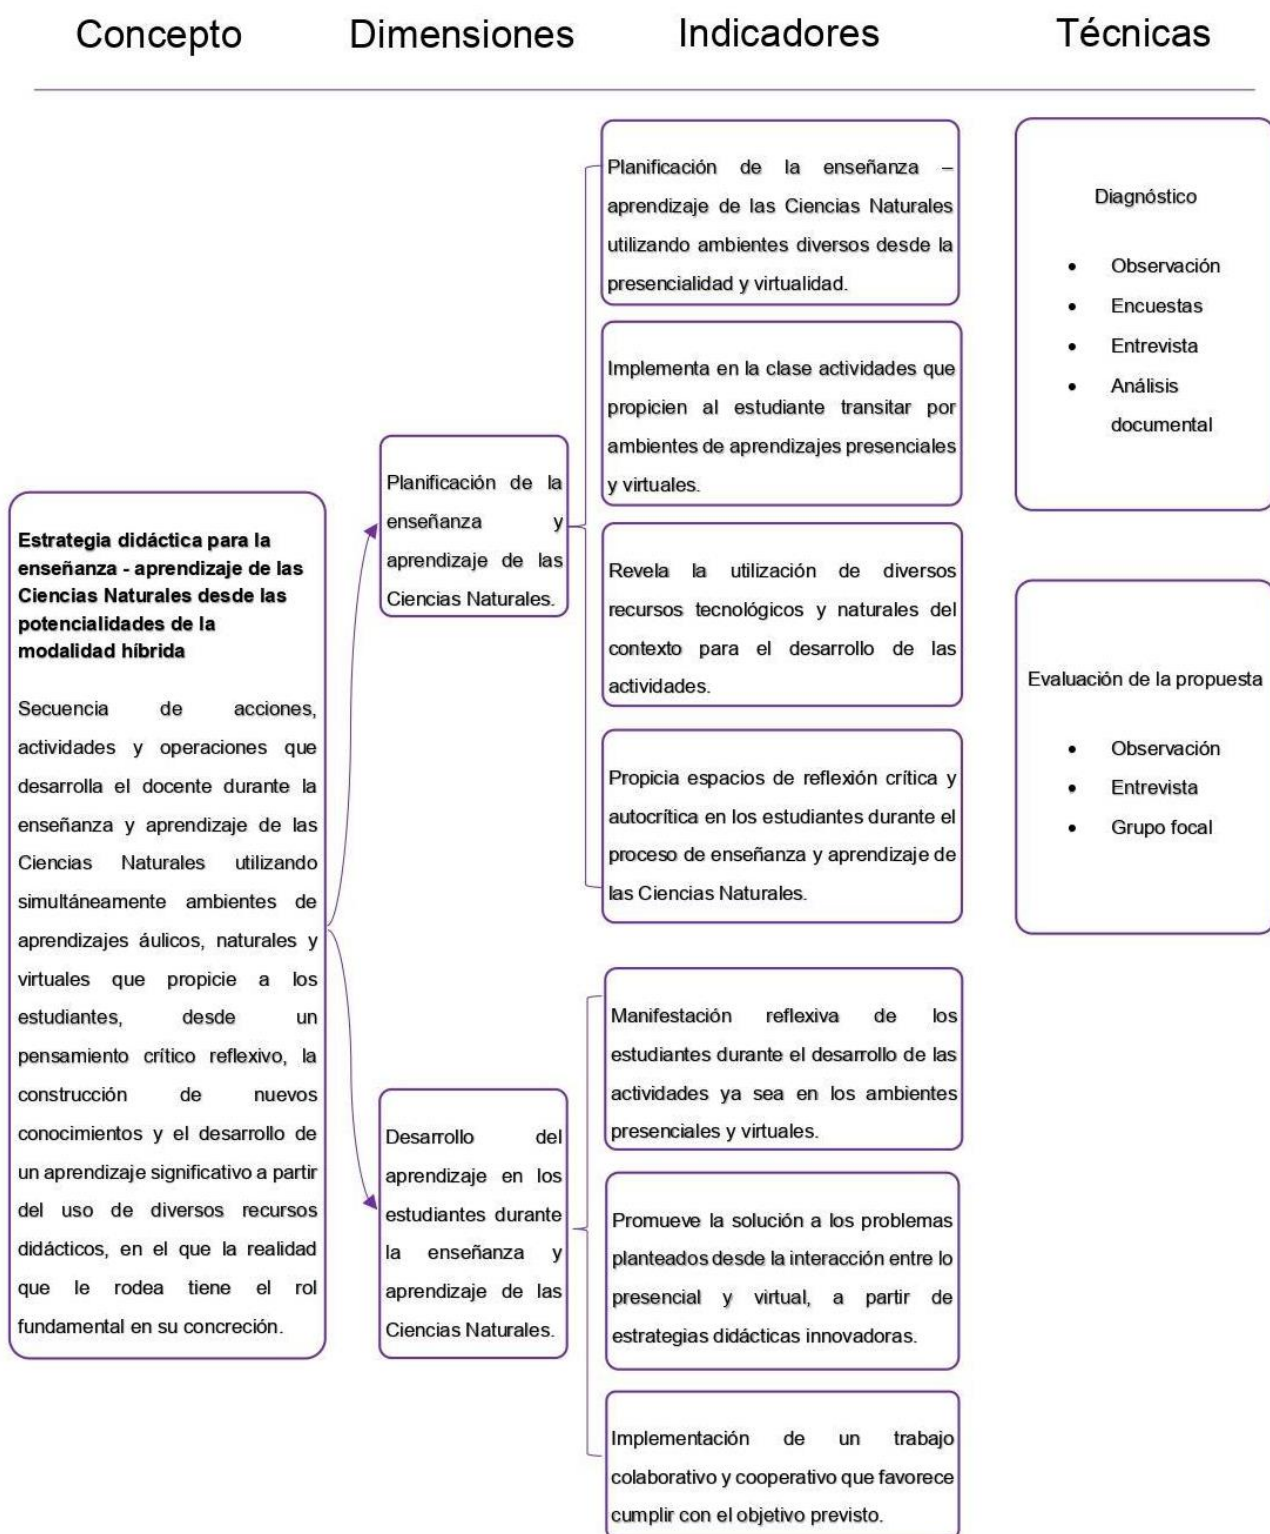 Concepto
Dimensiones
Indicadores
Técnicas
Estrategia didáctica para la
enseñanza - aprendizaje de las
Ciencias Naturales desde las
potencialidades de la
modalidad híbrida
Secuencia de acciones,
actividades y operaciones que
desarrolla el docente durante la
enseñanza y aprendizaje de las
Ciencias Naturales utilizando
simultáneamente ambientes de
aprendizajes áulicos, naturales y
virtuales que propicie a los
estudiantes, desde un
pensamiento crítico reflexivo, la
construcción de nuevos
conocimientos y el desarrollo de
un aprendizaje significativo a partir
del uso de diversos recursos
didácticos, en el que la realidad
que le rodea tiene el rol
fundamental en su concreción.
Planificación de la
enseñanza y
aprendizaje de las
Ciencias Naturales.
Desarrollo del
aprendizaje en los
estudiantes durante
la enseñanza y
aprendizaje de las
Ciencias Naturales.
Planificación de la enseñanza –
aprendizaje de las Ciencias Naturales
utilizando ambientes diversos desde la
presencialidad y virtualidad.
Implementa en la clase actividades que
propicien al estudiante transitar por
ambientes de aprendizajes presenciales
y virtuales.
Revela la utilización de diversos
recursos tecnológicos y naturales del
contexto para el desarrollo de las
actividades.
Propicia espacios de reflexión crítica y
autocrítica en los estudiantes durante el
proceso de enseñanza y aprendizaje de
las Ciencias Naturales.
Manifestación reflexiva de los
estudiantes durante el desarrollo de las
actividades ya sea en los ambientes
presenciales y virtuales.
Promueve la solución a los problemas
planteados desde la interacción entre lo
presencial y virtual, a partir de
estrategias didácticas innovadoras.
Implementación de un trabajo
colaborativo y cooperativo que favorece
cumplir con el objetivo previsto.
Diagnóstico
• Observación
• Encuestas
• Entrevista
• Análisis
documental
Evaluación de la propuesta
• Observación
• Entrevista
• Grupo focal